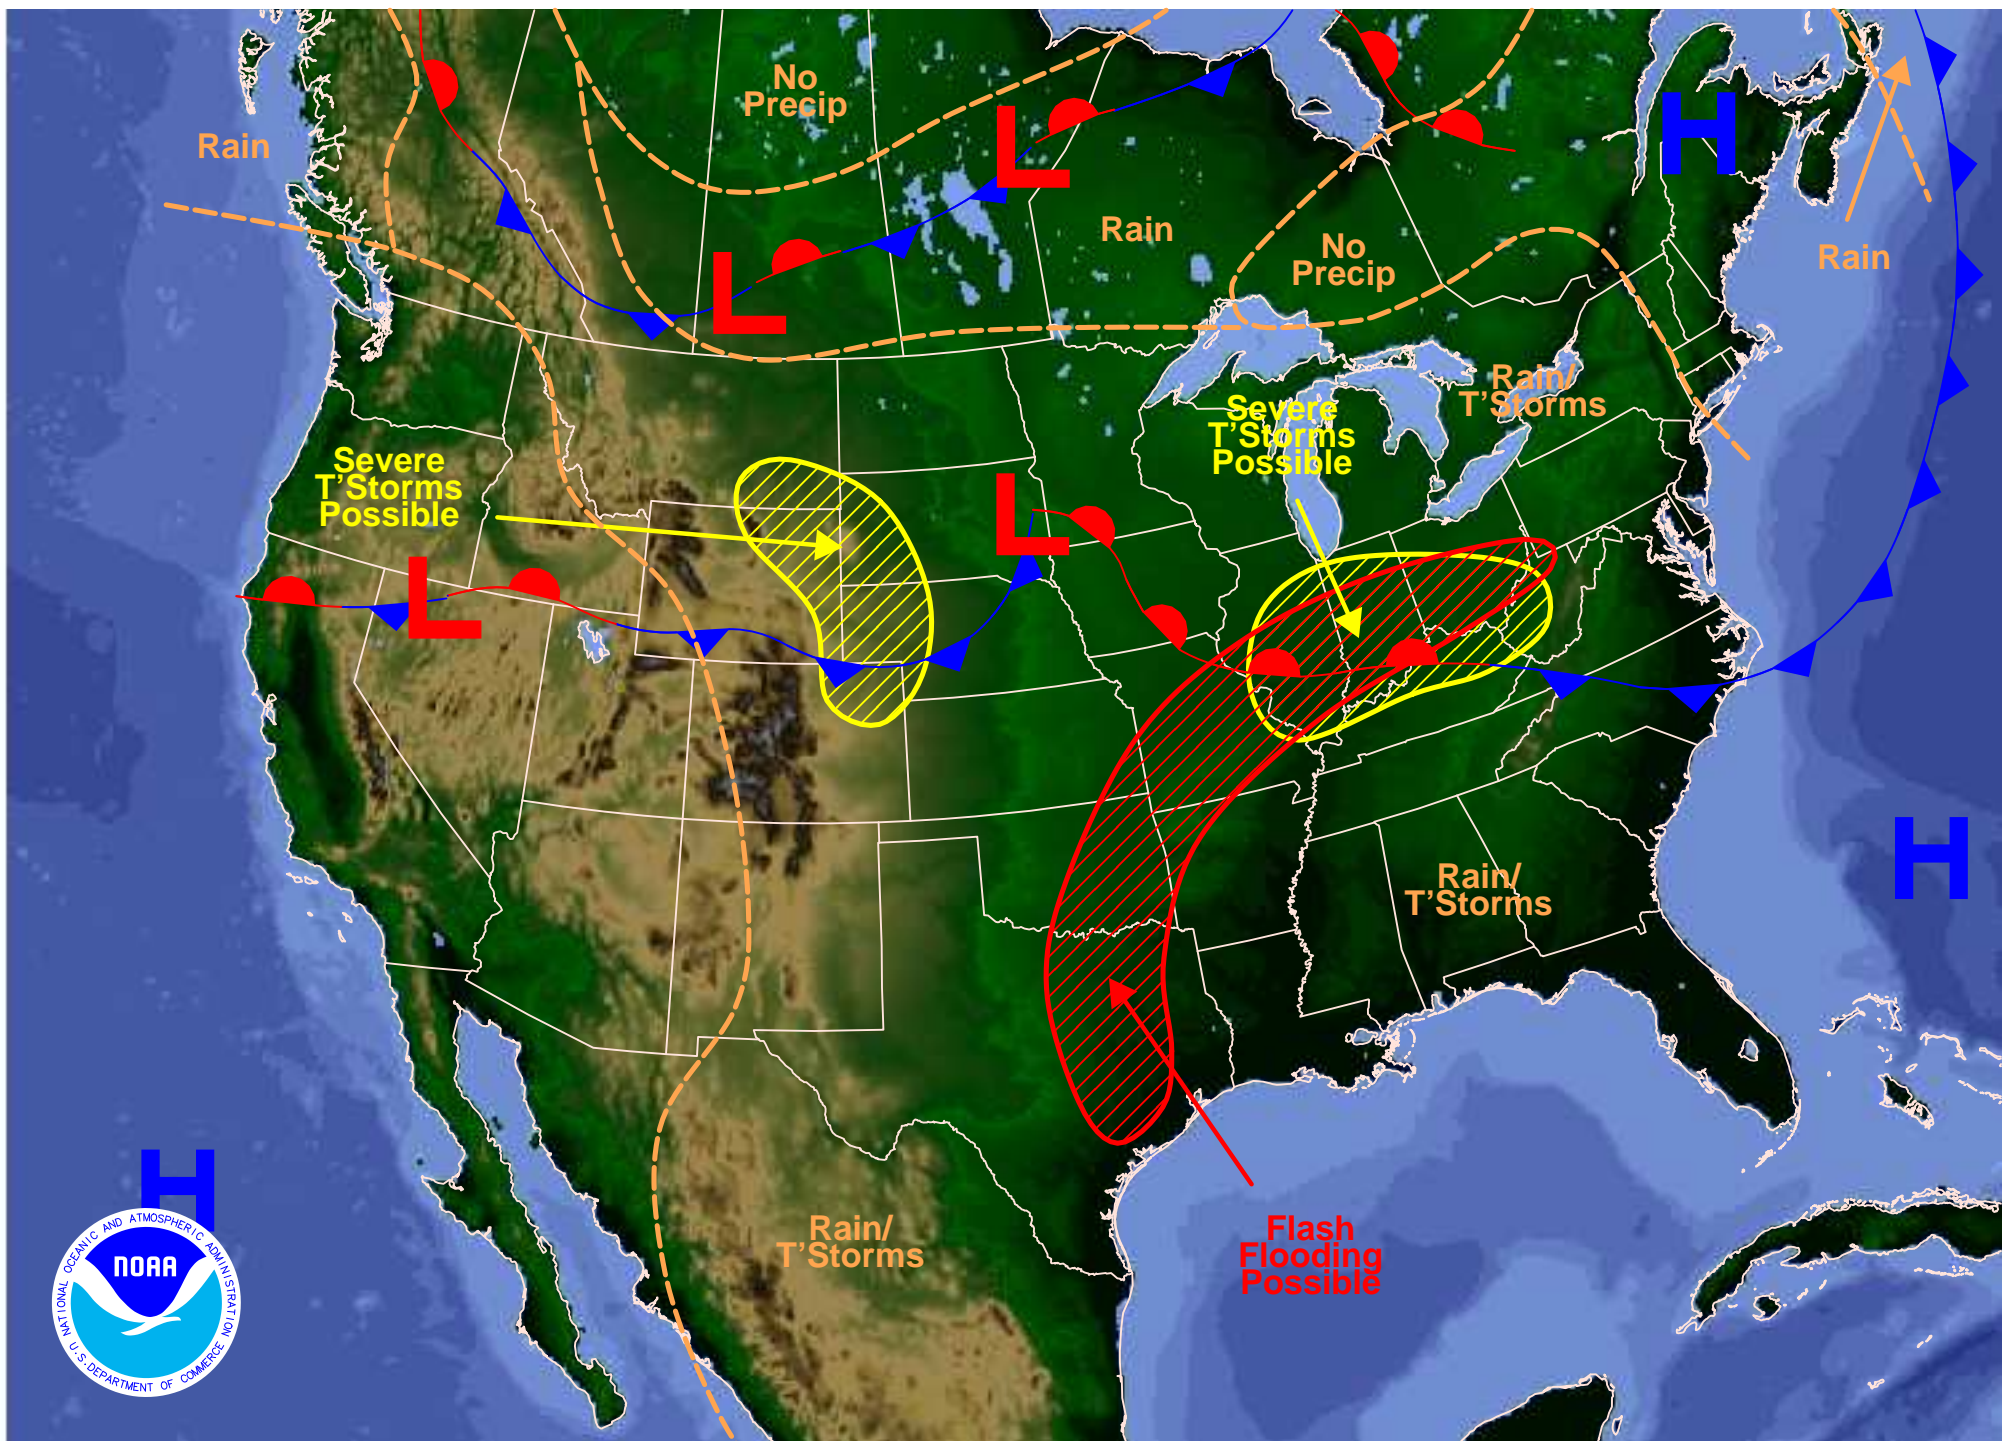 No
Precip
Rain
L
H
Rain
No
Precip
Rain
L
Rain/
T'Storms
Severe
T'Storms
Possible
Severe
T'Storms
Possible
L
L
H
Rain/
T'Storms
H
Rain/
T'Storms
Flash
Flooding
Possible
NATIONAL OCEANIC AND ATMOSPHERIC ADMINISTRATION
NOAA
U.S. DEPARTMENT OF COMMERCE